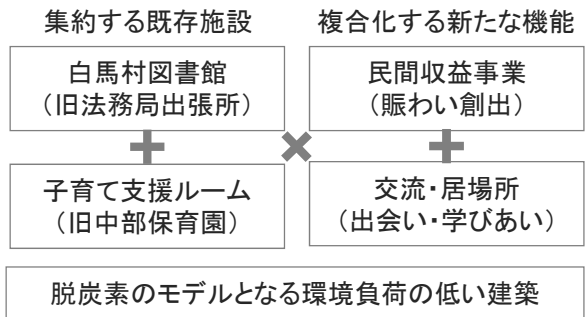 集約する既存施設
複合化する新たな機能
白馬村図書館
（旧法務局出張所）
民間収益事業
（賑わい創出）
+
×
+
子育て支援ルーム
（旧中部保育園）
交流・居場所
（出会い・学びあい）
脱炭素のモデルとなる環境負荷の低い建築